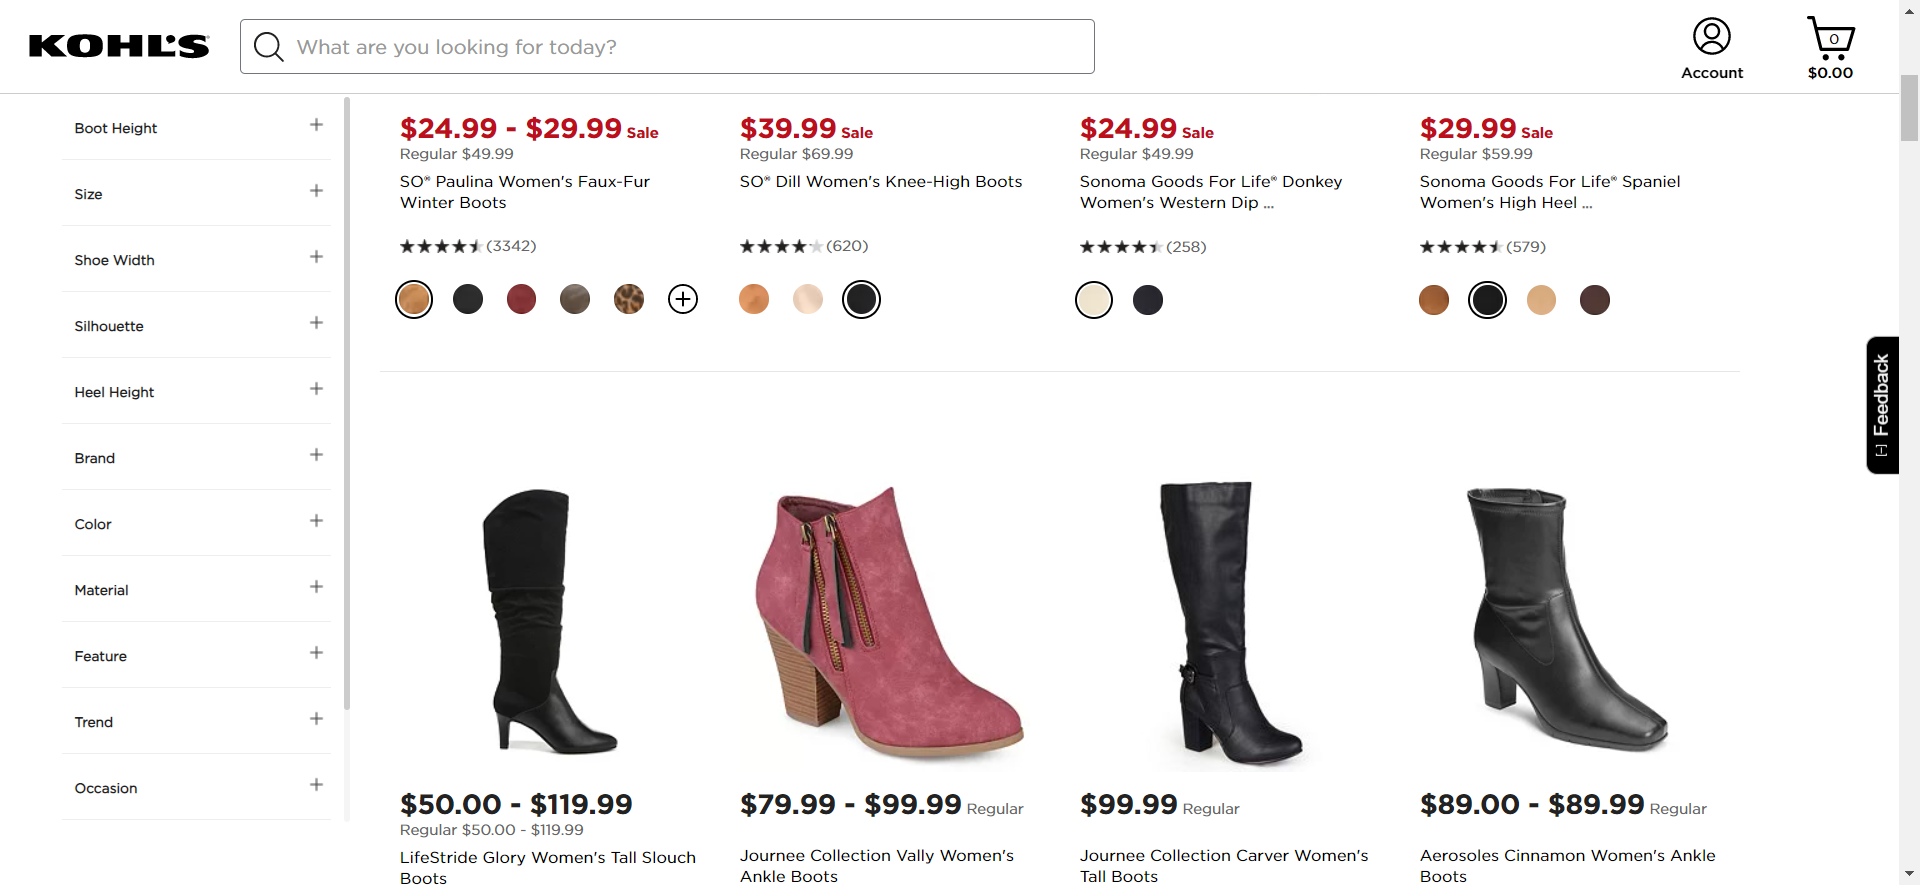 KOHL'S
What are you looking for today?
Account
0
$0.00
Boot Height
Size
Shoe Width
Silhouette
Heel Height
Brand
Color
Material
Feature
Trend
Occasion
$24.99 - $29.99 Sale
Regular $49.99
SO® Paulina Women's Faux-Fur
Winter Boots
(3342)
$39.99 Sale
Regular $69.99
SO® Dill Women's Knee-High Boots
(620)
$24.99 Sale
Regular $49.99
Sonoma Goods For Life® Donkey
Women's Western Dip ...
(258)
$29.99 Sale
Regular $59.99
Sonoma Goods For Life® Spaniel
Women's High Heel ...
(579)
[-] Feedback
$50.00 - $119.99
Regular $50.00 - $119.99
LifeStride Glory Women's Tall Slouch
Boots
$79.99 - $99.99 Regular
Journee Collection Vally Women's
Ankle Boots
$99.99 Regular
Journee Collection Carver Women's
Tall Boots
$89.00 - $89.99 Regular
Aerosoles Cinnamon Women's Ankle
Boots